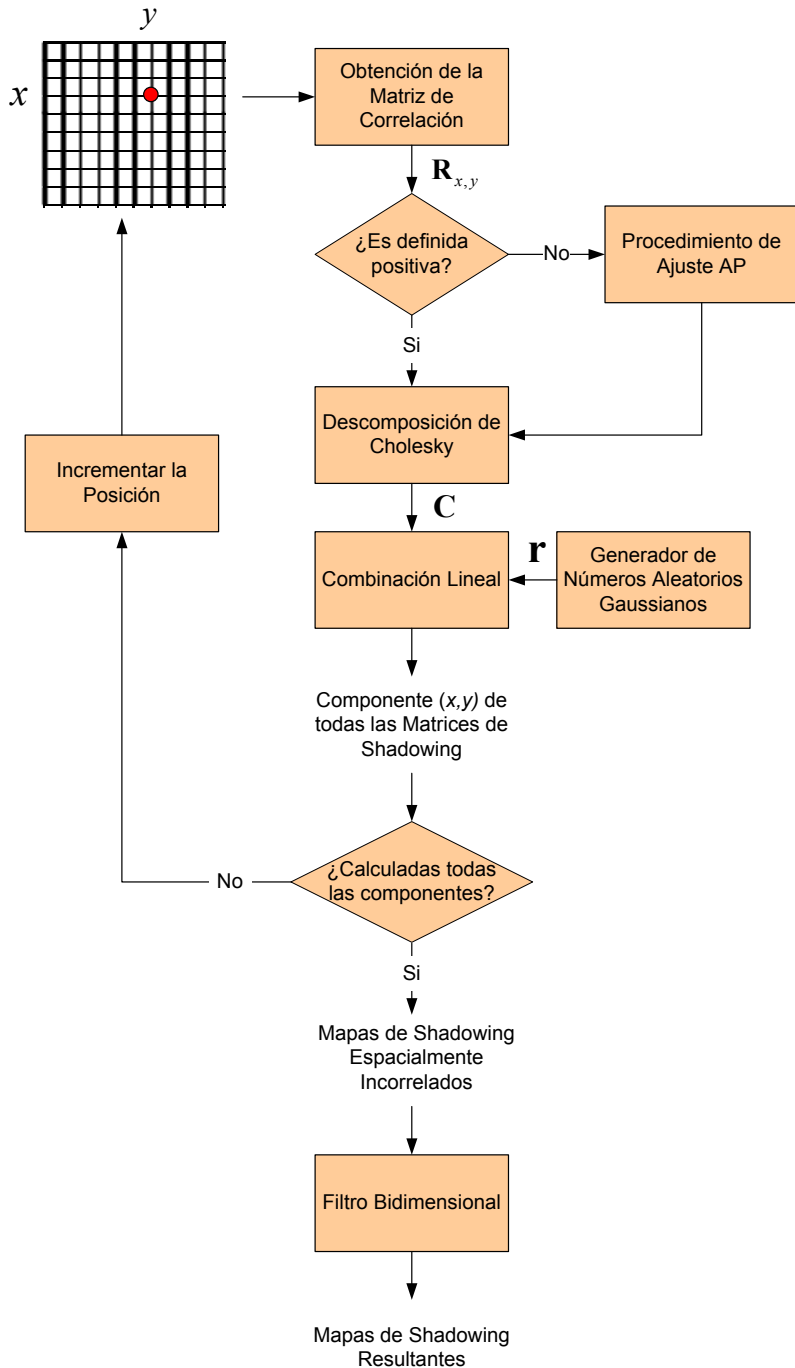 y
x
Obtención de la
Matriz de
Correlación
R x,y
¿Es definida
positiva?
No
Procedimiento de
Ajuste AP
Si
Descomposición de
Cholesky
Incrementar la
Posición
C
Combinación Lineal
r
Generador de
Números Aleatorios
Gaussianos
Componente (x,y) de
todas las Matrices de
Shadowing
¿Calculadas todas
las componentes?
No
Si
Mapas de Shadowing
Espacialmente
Incorrelados
Filtro Bidimensional
Mapas de Shadowing
Resultantes